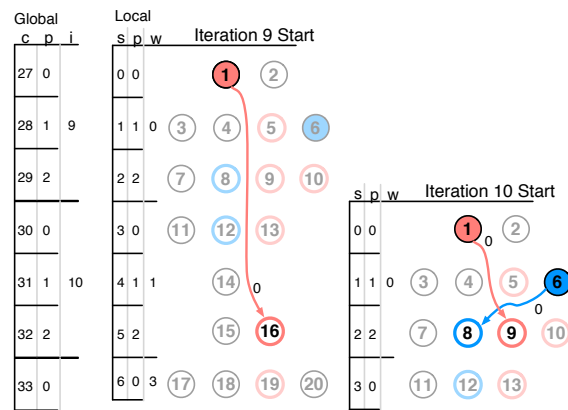 Global
c p i
27 0
28 1 9
29 2
30 0
31 1 10
32 2
33 0
Local
s p w Iteration 9 Start
0 0 1 2
1 1 0 3 4 5 6
2 2 7 8 9 10
3 0 11 12 13
4 1 1 14 0
5 2 15 16
6 0 3 17 18 19 20
s p w Iteration 10 Start
0 0 1 0 2
1 1 0 3 4 5 6
0
2 2 7 8 9 10
3 0 11 12 13